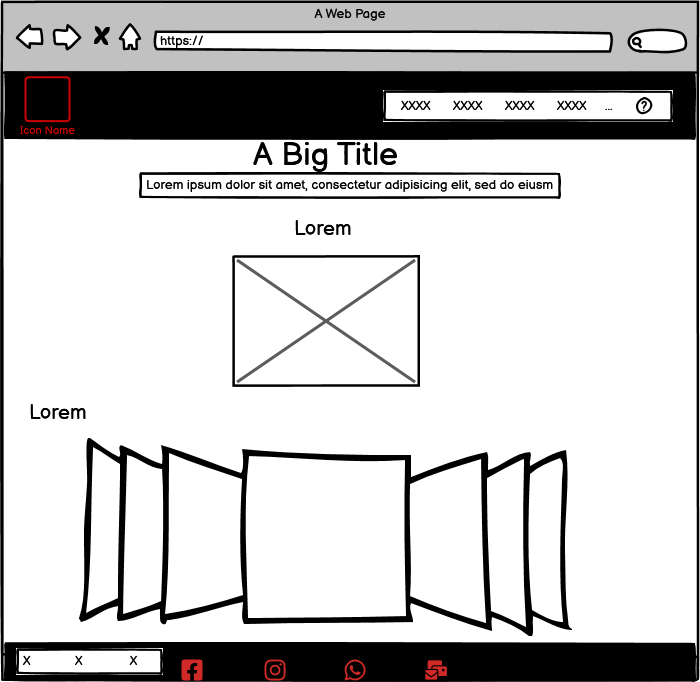 A Web Page
https://
XXXX XXXX XXXX XXXX ... ?
Icon Name
A Big Title
Lorem ipsum dolor sit amet, consectetur adipisicing elit, sed do eiusm
Lorem
Lorem
X X X